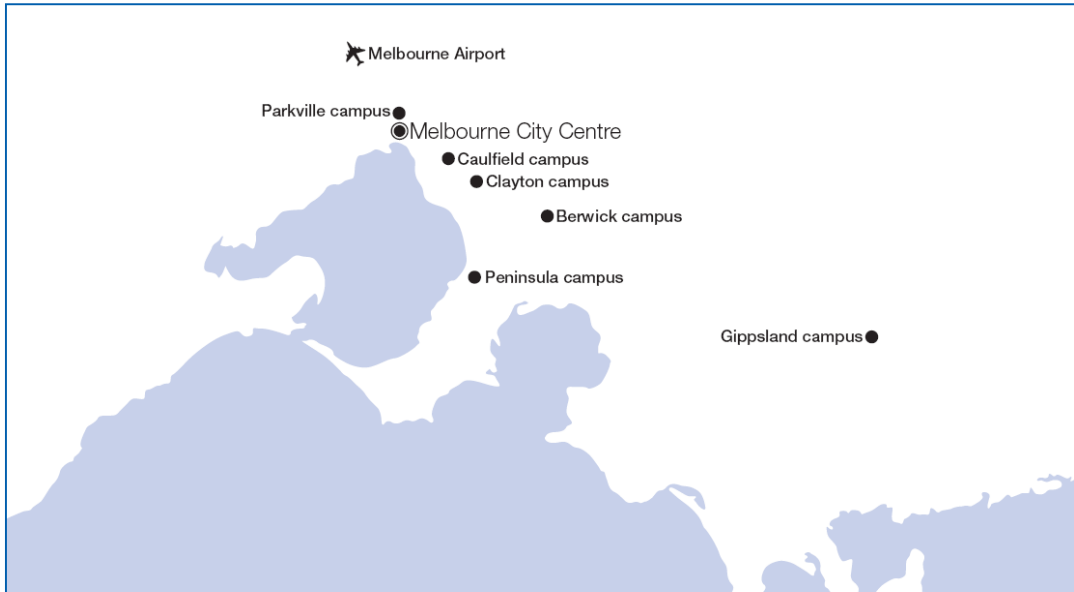 Melbourne Airport
Parkville campus
Melbourne City Centre
Caulfield campus
Clayton campus
Berwick campus
Peninsula campus
Gippsland campus